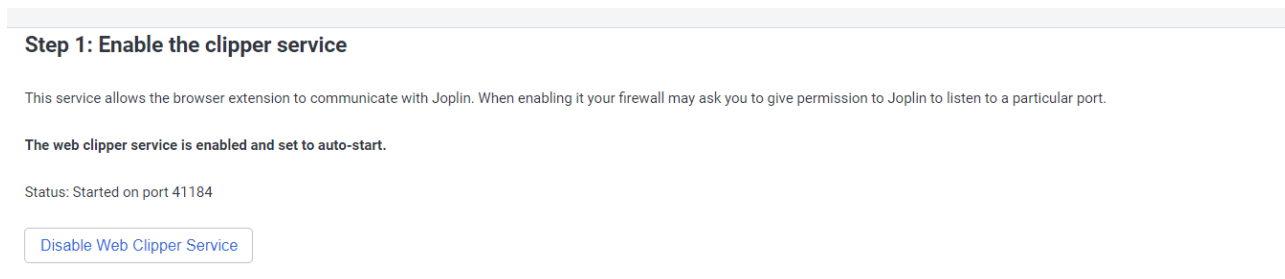 Step 1: Enable the clipper service
This service allows the browser extension to communicate with Joplin. When enabling it your firewall may ask you to give permission to Joplin to listen to a particular port.
The web clipper service is enabled and set to auto-start.
Status: Started on port 41184
Disable Web Clipper Service